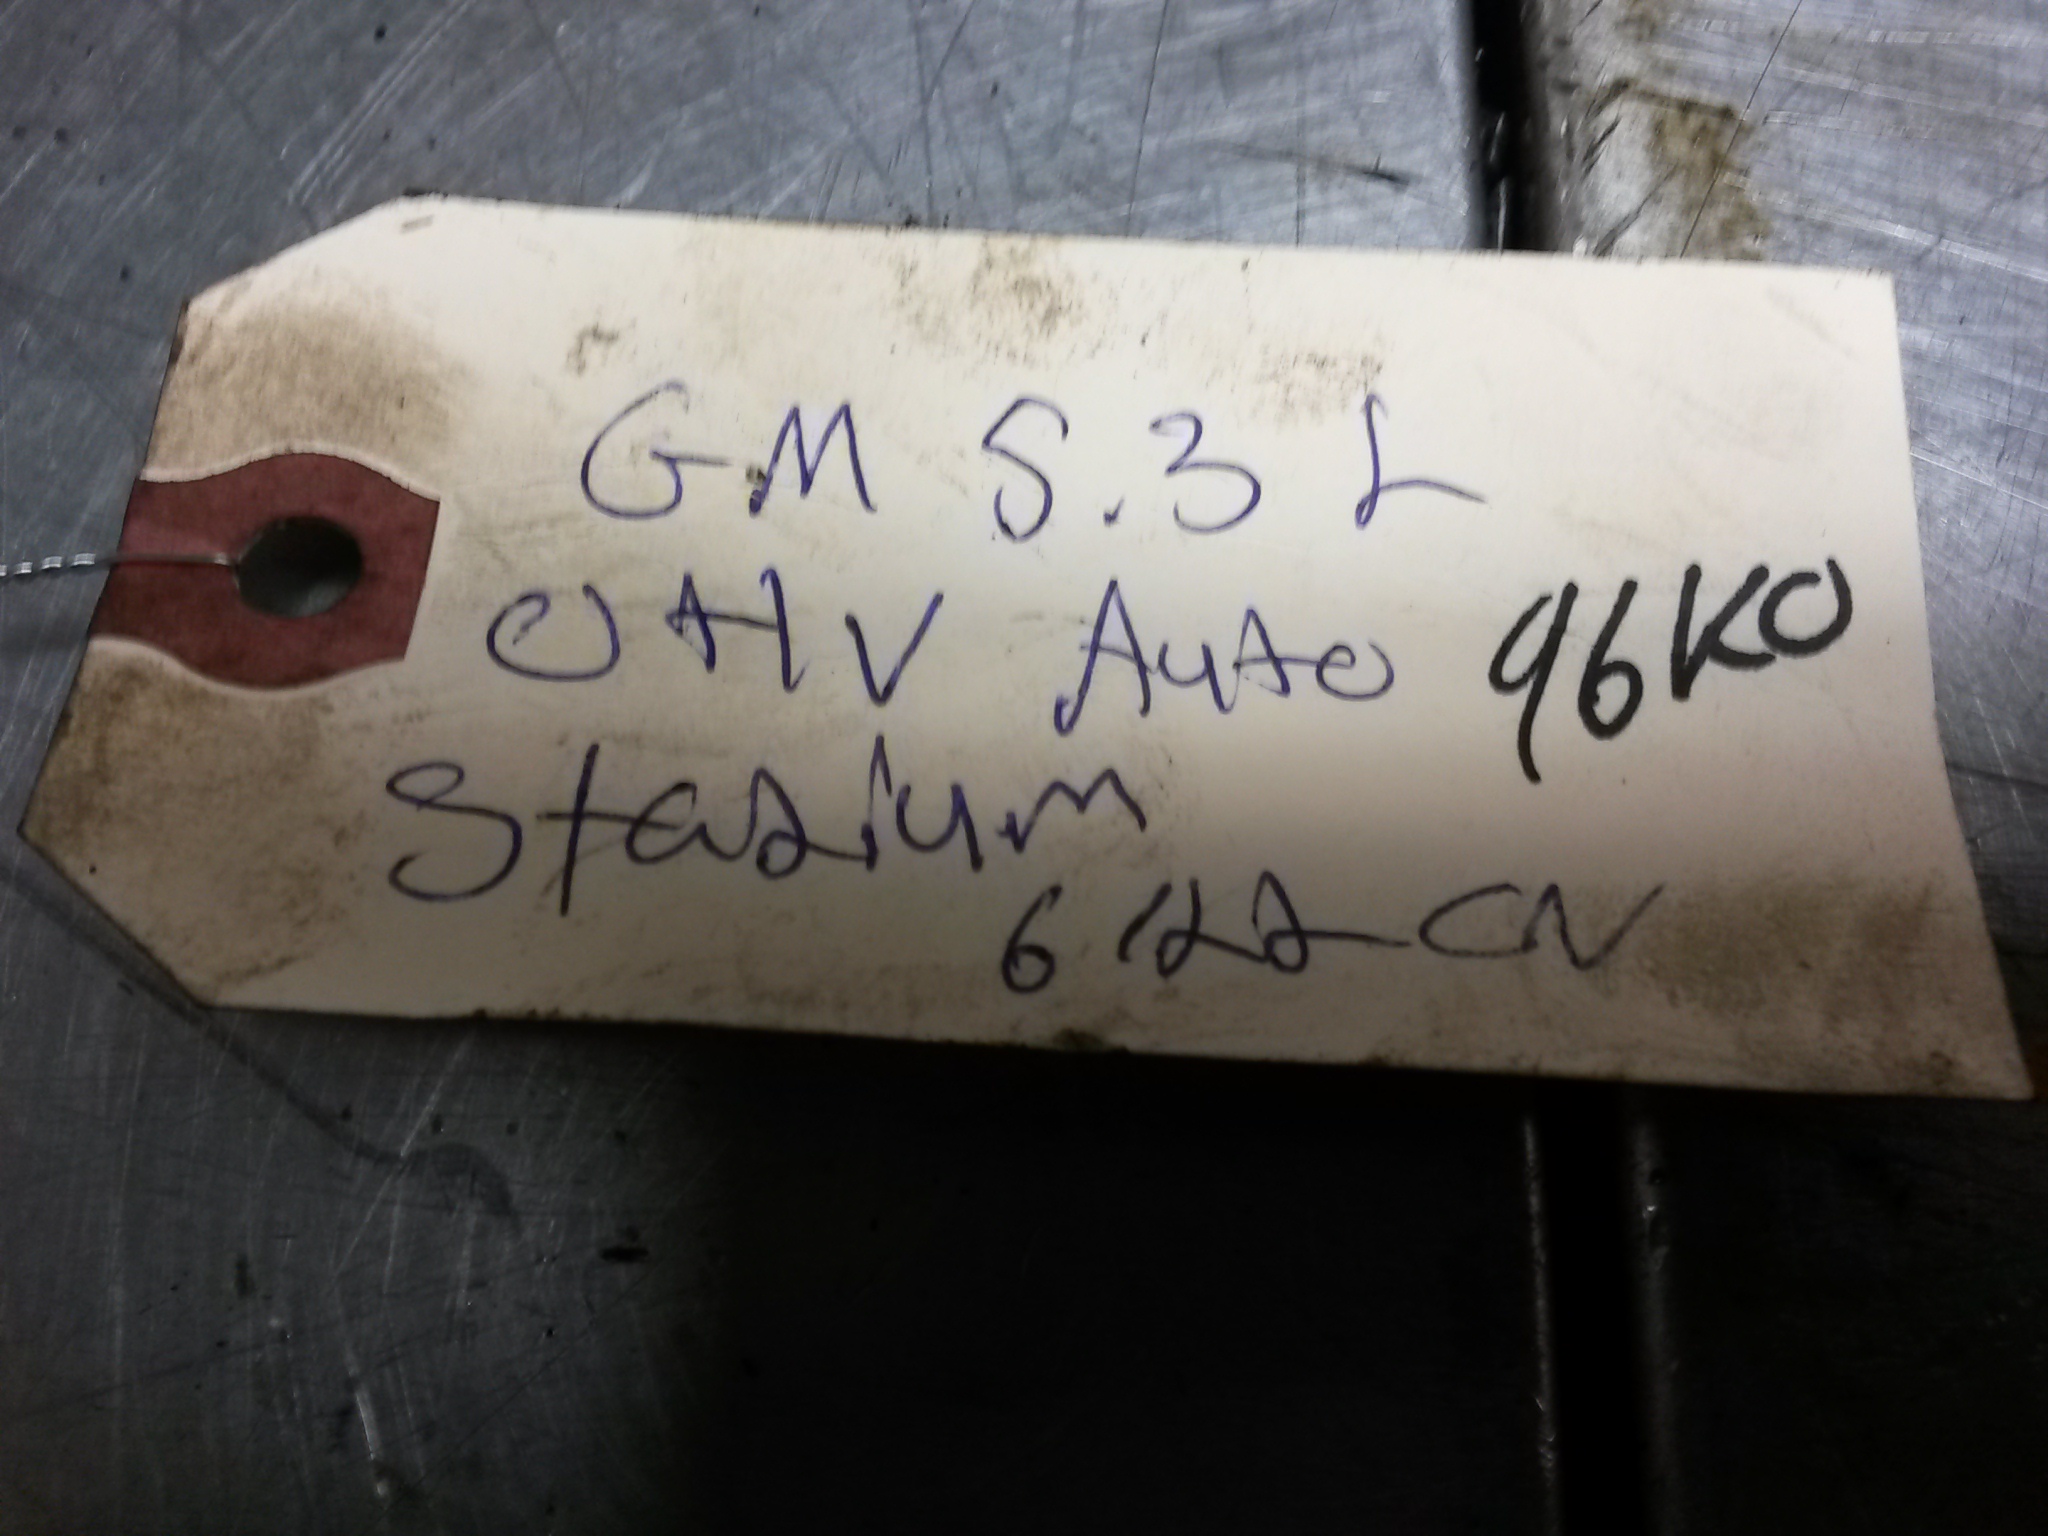 GM 5.3 L
OHV Auto 96KO
Stadium
6122 CN